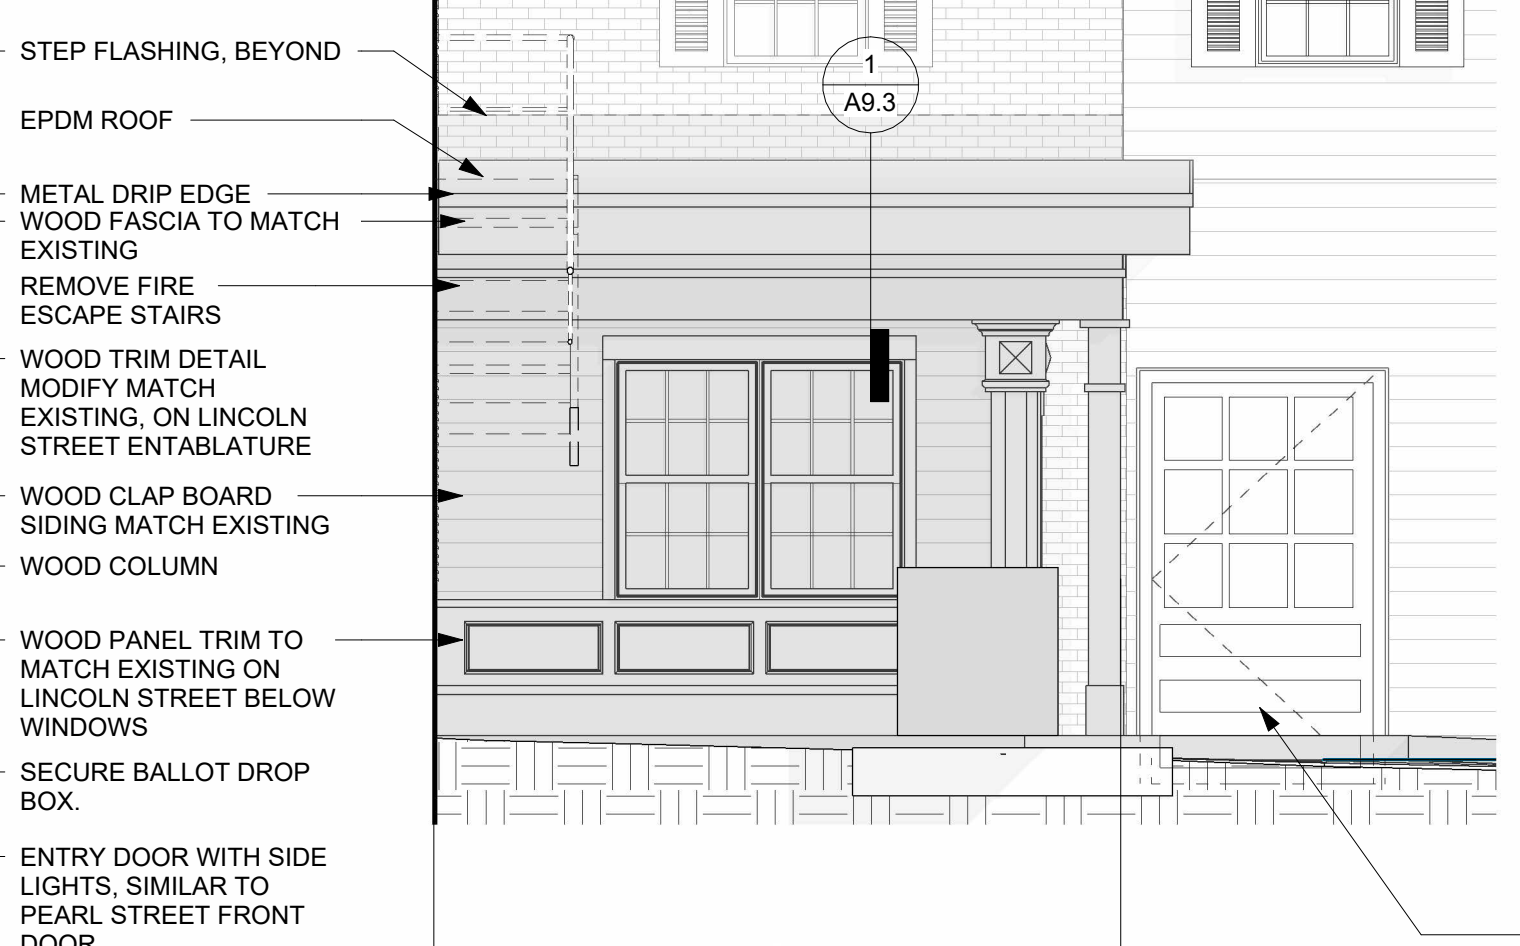 STEP FLASHING, BEYOND
EPDM ROOF
METAL DRIP EDGE
WOOD FASCIA TO MATCH
EXISTING
REMOVE FIRE
ESCAPE STAIRS
WOOD TRIM DETAIL
MODIFY MATCH
EXISTING, ON LINCOLN
STREET ENTABLATURE
WOOD CLAP BOARD
SIDING MATCH EXISTING
WOOD COLUMN
WOOD PANEL TRIM TO
MATCH EXISTING ON
LINCOLN STREET BELOW
WINDOWS
SECURE BALLOT DROP
BOX.
ENTRY DOOR WITH SIDE
LIGHTS, SIMILAR TO
PEARL STREET FRONT
DOOR
1
A9.3